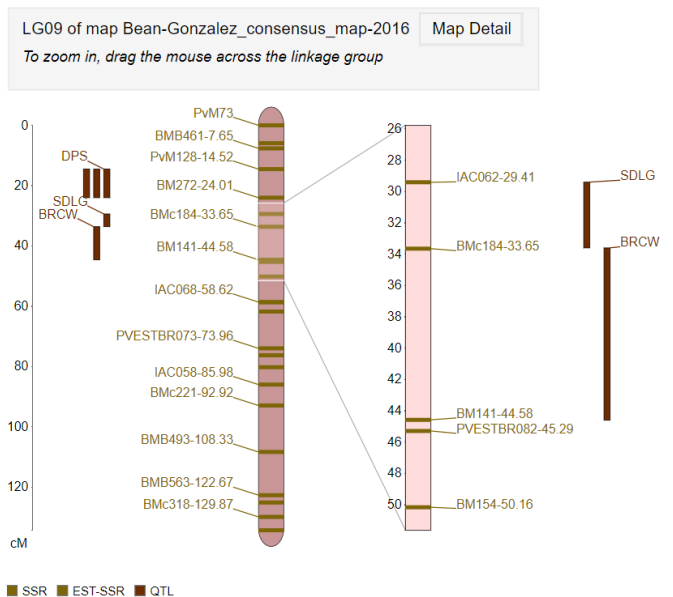 LG09 of map Bean-Gonzalez_consensus_map-2016
Map Detail
To zoom in, drag the mouse across the linkage group
0
20
40
60
80
100
120
cM
DPS
SDLG
BRCW
PvM73
BMB461-7.65
PvM128-14.52
BM272-24.01
BMc184-33.65
BM141-44.58
IAC068-58.62
PVESTBR073-73.96
IAC058-85.98
BMc221-92.92
BMB493-108.33
BMB563-122.67
BMc318-129.87
26
28
30
32
34
36
38
40
42
44
46
48
50
IAC062-29.41
BMc184-33.65
BM141-44.58
PVESTBR082-45.29
BM154-50.16
SDLG
BRCW
SSR EST-SSR QTL